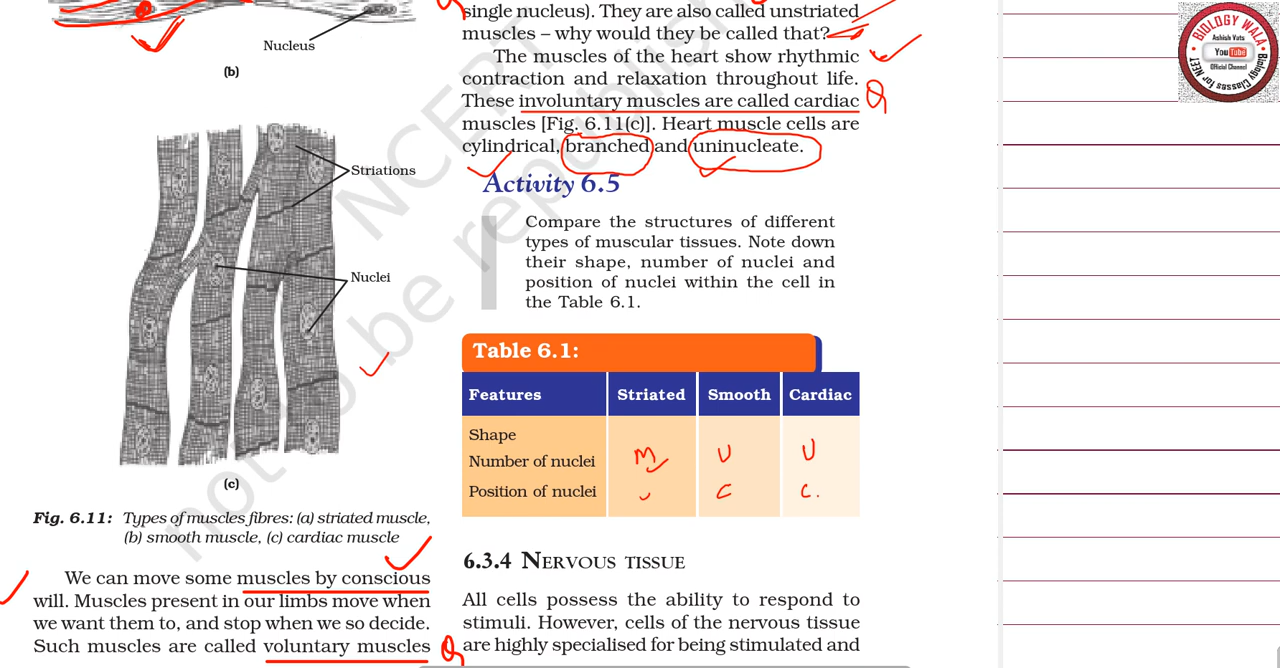 Nucleus
(b)
Striations
Nuclei
(c)
Fig. 6.11: Types of muscles fibres: (a) striated muscle,
(b) smooth muscle, (c) cardiac muscle
We can move some muscles by conscious
will. Muscles present in our limbs move when
we want them to, and stop when we so decide.
Such muscles are called voluntary muscles
single nucleus). They are also called unstriated
muscles – why would they be called that?
The muscles of the heart show rhythmic
contraction and relaxation throughout life.
These involuntary muscles are called cardiac
muscles [Fig. 6.11(c)]. Heart muscle cells are
cylindrical, branched and uninucleate.
Activity 6.5
Compare the structures of different
types of muscular tissues. Note down
their shape, number of nuclei and
position of nuclei within the cell in
the Table 6.1.
Table 6.1:
Features Striated Smooth Cardiac
Shape
Number of nuclei M U U
Position of nuclei C C.
6.3.4 NERVOUS TISSUE
All cells possess the ability to respond to
stimuli. However, cells of the nervous tissue
are highly specialised for being stimulated and
NCERT
not to be republish
BIOLOGY WALA
Ashish Vats
You Tube
Official Channel
Biology Classes for NEET